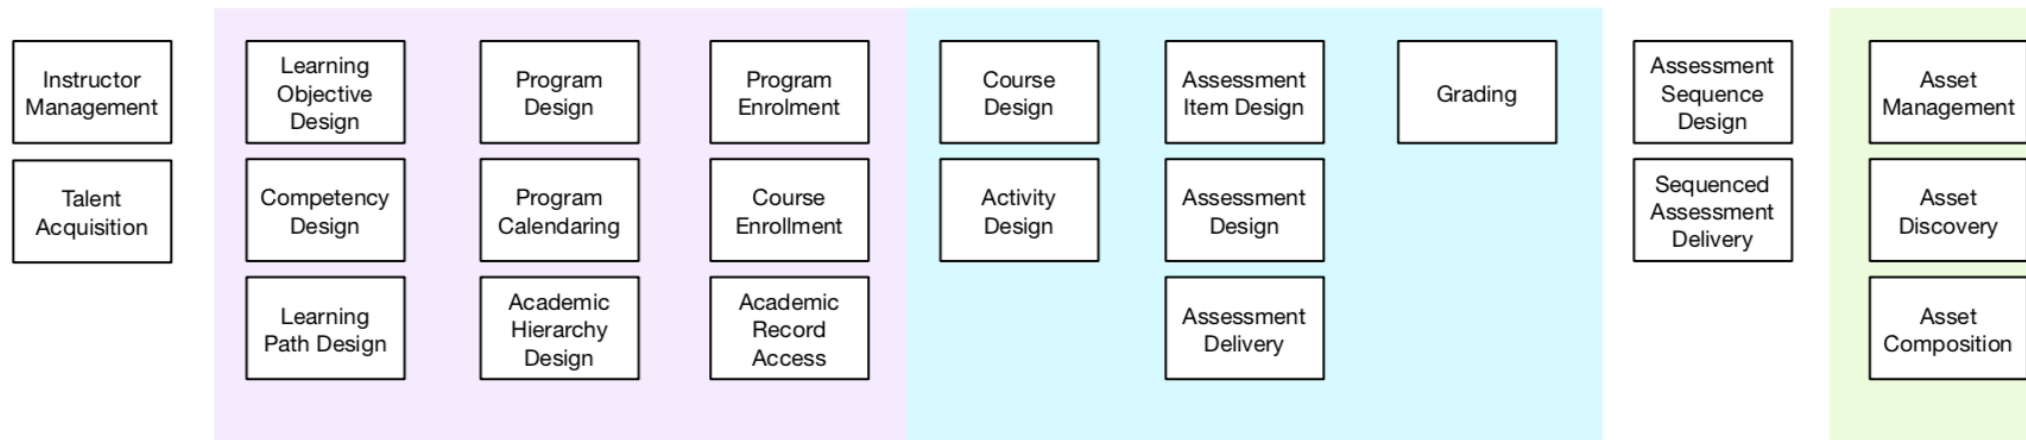 Instructor
Management
Learning
Objective
Design
Program
Design
Program
Enrolment
Course
Design
Assessment
Item Design
Grading
Assessment
Sequence
Design
Asset
Management
Talent
Acquisition
Competency
Design
Program
Calendaring
Course
Enrollment
Activity
Design
Assessment
Design
Sequenced
Assessment
Delivery
Asset
Discovery
Learning
Path Design
Academic
Hierarchy
Design
Academic
Record
Access
Assessment
Delivery
Asset
Composition